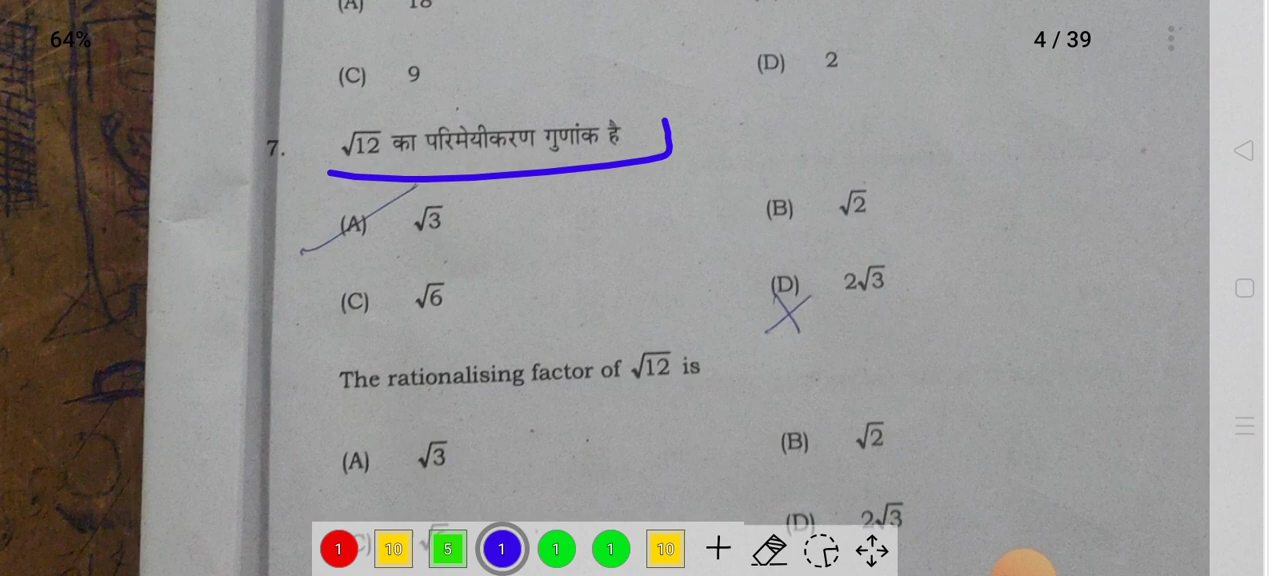 (A) 18
64%
4 / 39
(C) 9 (D) 2
7. √12 का परिमेयीकरण गुणांक है
(A) √3 (B) √2
(C) √6 (D) 2√3
The rationalising factor of √12 is
(A) √3 (B) √2
(D) 2√3
1 10 5 1 1 1 10